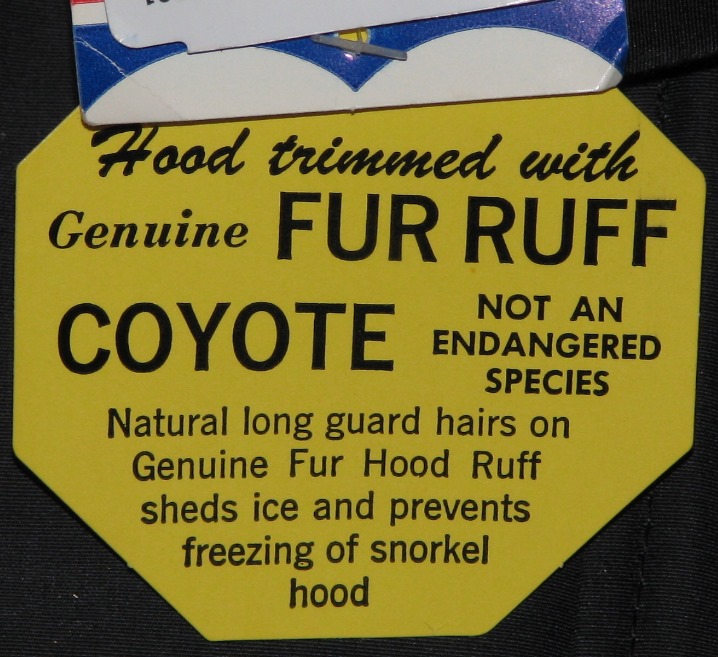 Hood trimmed with
Genuine FUR RUFF
COYOTE NOT AN
ENDANGERED
SPECIES
Natural long guard hairs on
Genuine Fur Hood Ruff
sheds ice and prevents
freezing of snorkel
hood